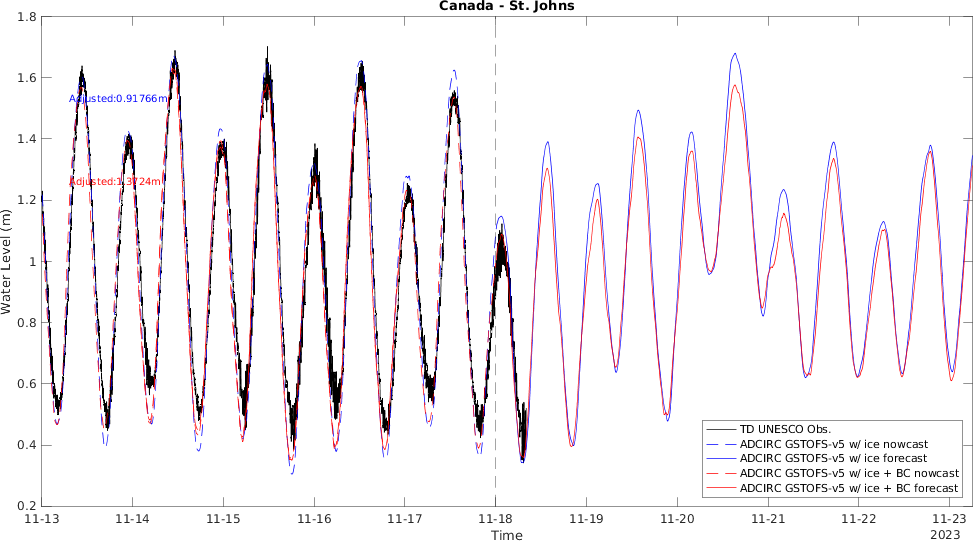 Canada - St. Johns
1.8
1.6
1.4
1.2
1
0.8
0.6
0.4
0.2
Water Level (m)
Adjusted:0.91766m
Adjusted:1.3724m
TD UNESCO Obs.
ADCIRC GSTOFS-v5 w/ ice nowcast
ADCIRC GSTOFS-v5 w/ ice forecast
ADCIRC GSTOFS-v5 w/ ice + BC nowcast
ADCIRC GSTOFS-v5 w/ ice + BC forecast
11-13 11-14 11-15 11-16 11-17 11-18 11-19 11-20 11-21 11-22 11-23
Time
2023